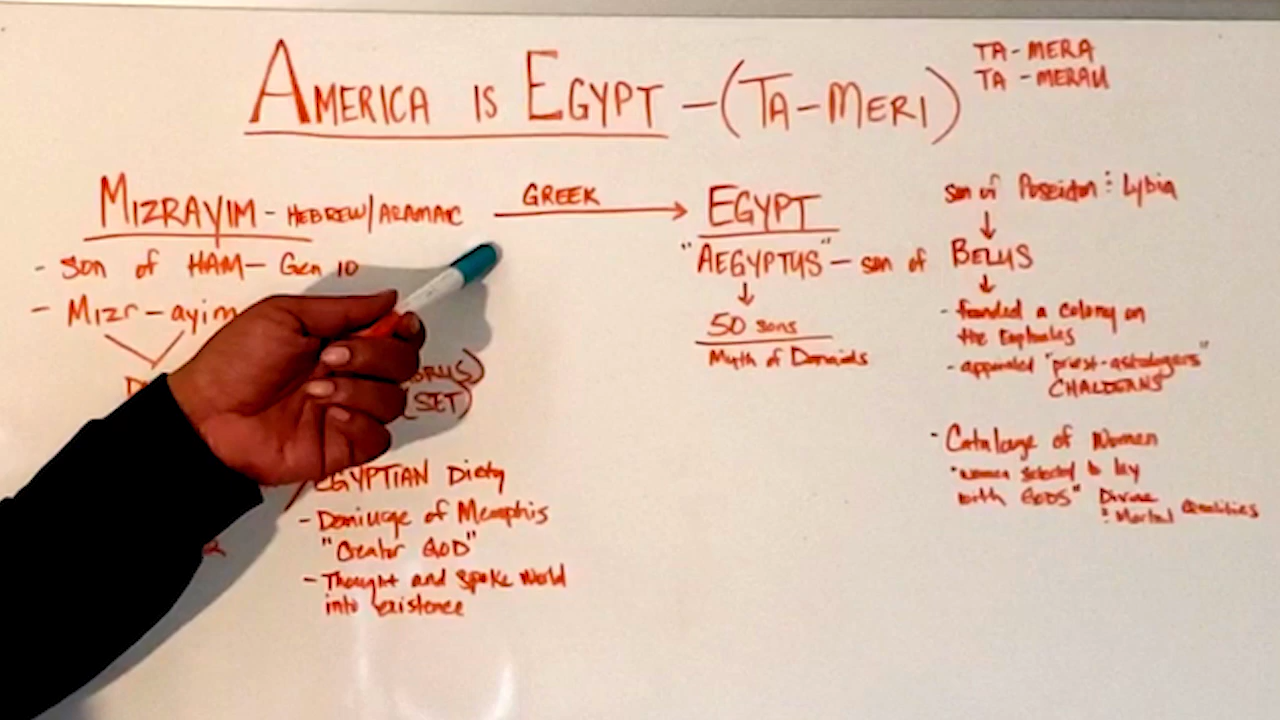 AMERICA IS EGYPT - (TA-MERI)
TA-MERA
TA-MERAU
MIZRAYIM - HEBREW/ARAMAIC
GREEK
EGYPT
- Son of HAM - Gen 10
- Mizr-ayim
(SET)
EGYPTIAN Diety
- Demiuge of Memphis
"Creator GOD"
- Thought and spoke world
into existence
"AEGYPTUS" - son of BELUS
50 sons
Myth of Danaids
son of Poseidon : Lybia
- founded a colony on
the
- appointed "priest-astrologers"
CHALDEANS
- Cataloge of Women
"women selected to lay
with GODS" Divine
: Mortal Qualities